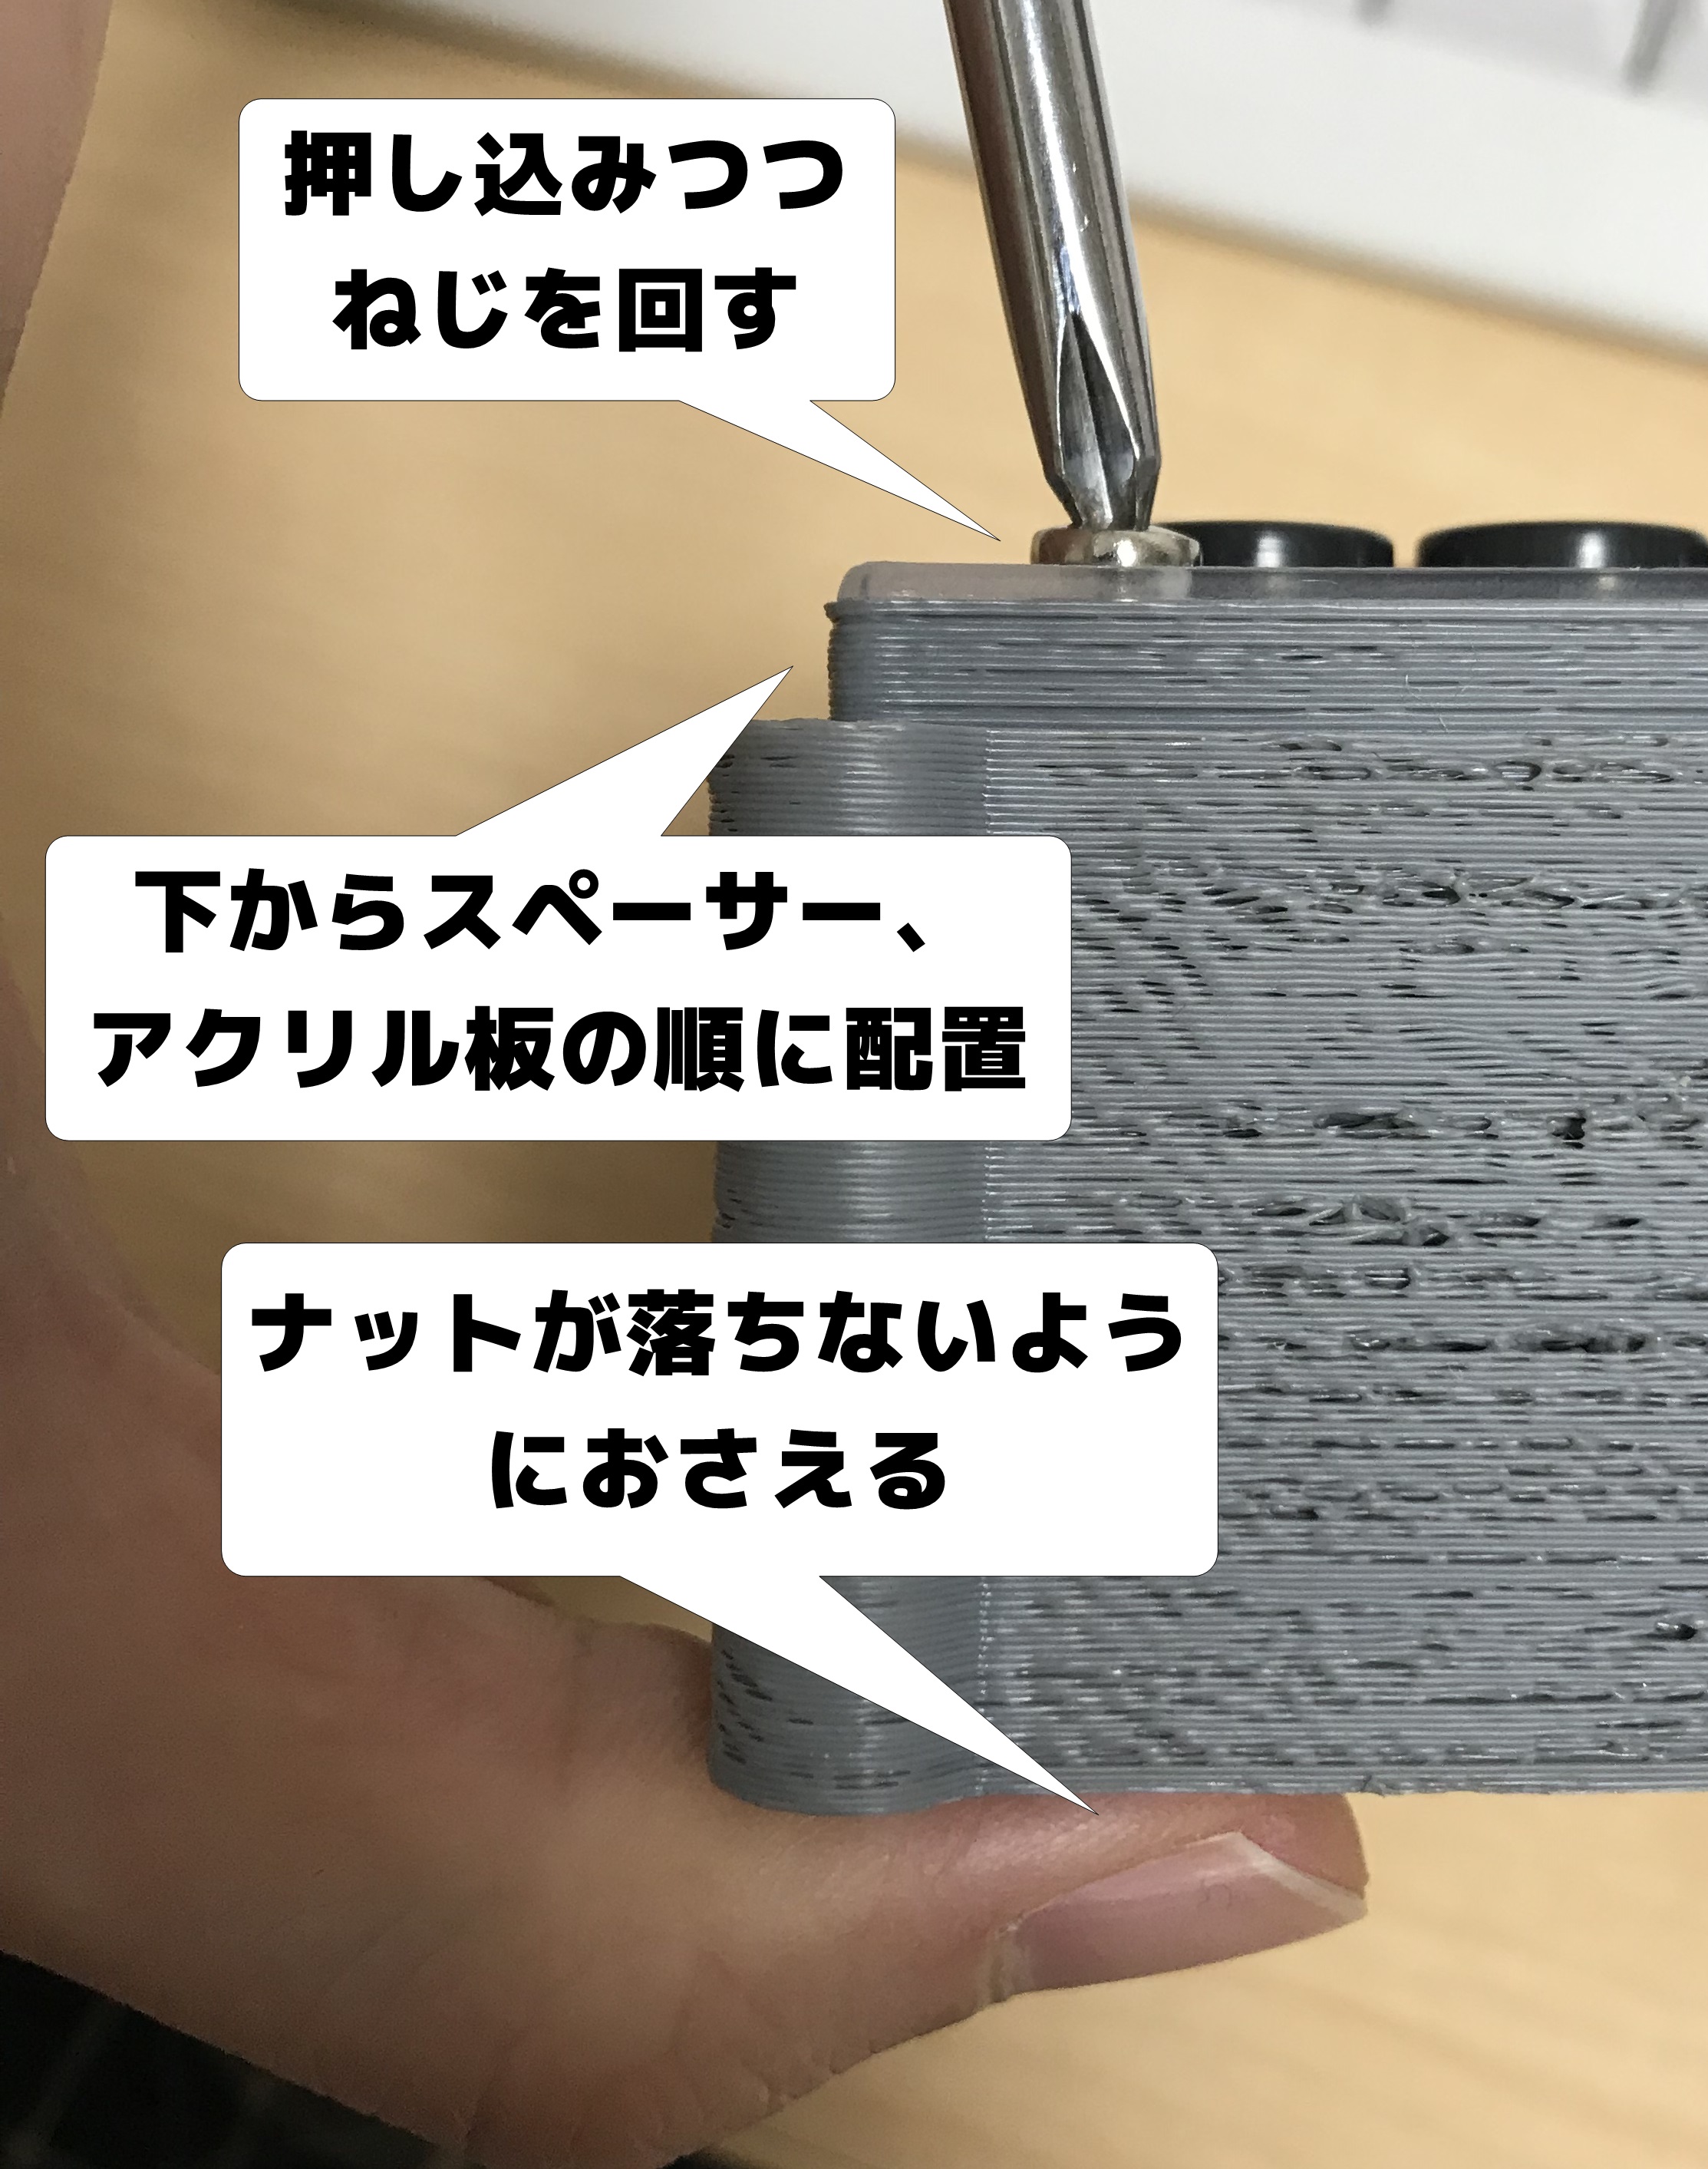 押し込みつつ
ねじを回す
下からスペーサー、
アクリル板の順に配置
ナットが落ちないよう
におさえる